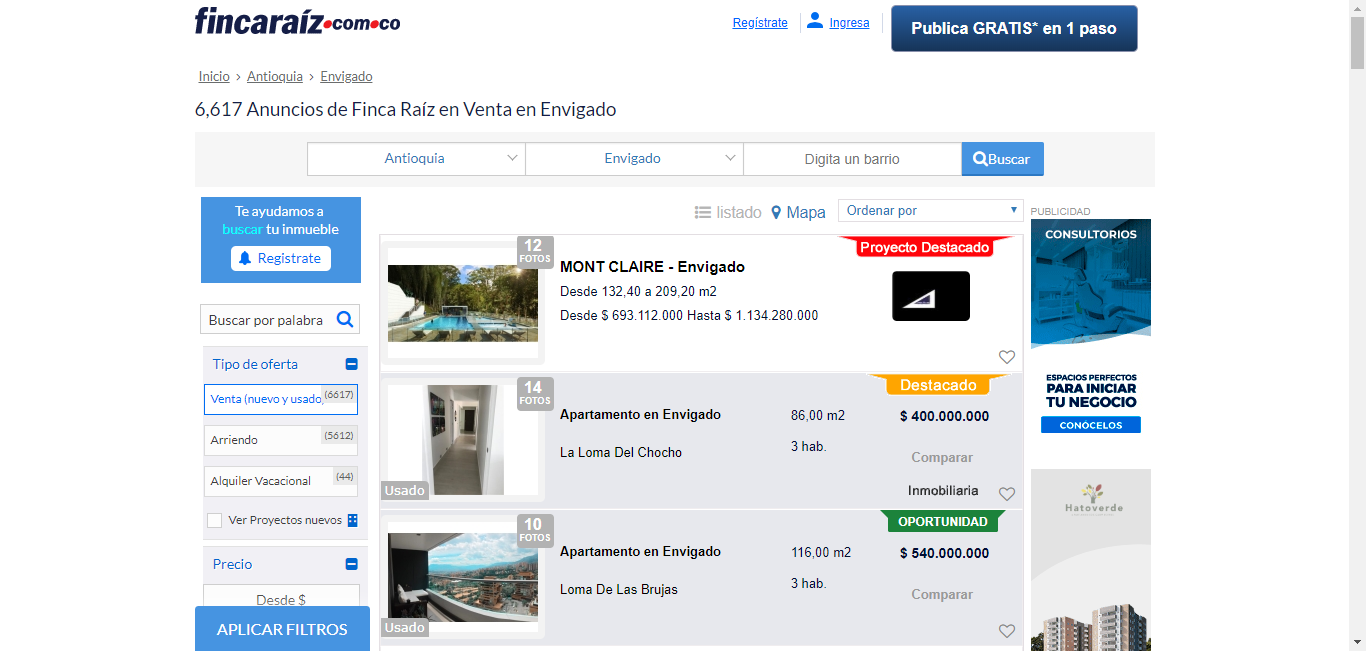 fincaraíz.com.co
Regístrate
Ingresa
Publica GRATIS* en 1 paso
Inicio › Antioquia › Envigado
6,617 Anuncios de Finca Raíz en Venta en Envigado
Antioquia
Envigado
Digita un barrio
Buscar
Te ayudamos a
buscar tu inmueble
Registrate
Buscar por palabra
Tipo de oferta
Venta (nuevo y usado)
(6617)
Arriendo
(5612)
Alquiler Vacacional
(44)
Ver Proyectos nuevos
Precio
Desde $
APLICAR FILTROS
listado
Mapa
Ordenar por
12
FOTOS
MONT CLAIRE - Envigado
Desde 132,40 a 209,20 m2
Desde $ 693.112.000 Hasta $ 1.134.280.000
Proyecto Destacado
14
FOTOS
Usado
Apartamento en Envigado
La Loma Del Chocho
86,00 m2
3 hab.
Destacado
$ 400.000.000
Comparar
Inmobiliaria
10
FOTOS
Usado
Apartamento en Envigado
Loma De Las Brujas
116,00 m2
3 hab.
OPORTUNIDAD
$ 540.000.000
Comparar
PUBLICIDAD
CONSULTORIOS
ESPACIOS PERFECTOS
PARA INICIAR
TU NEGOCIO
CONÓCELOS
Hatoverde